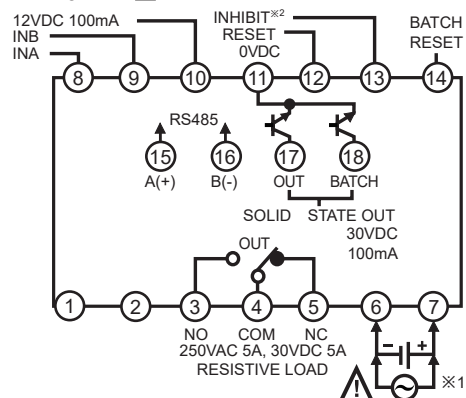 12VDC 100mA
INB
INA
INHIBIT※2
RESET
0VDC
BATCH
RESET
8
9
10
11
12
13
14
RS485
15
16
17
18
A(+)
B(-)
OUT
BATCH
SOLID STATE OUT
30VDC
100mA
OUT
1
2
3
4
5
6
7
NO
COM
NC
250VAC 5A, 30VDC 5A
RESISTIVE LOAD
- +
!
※1